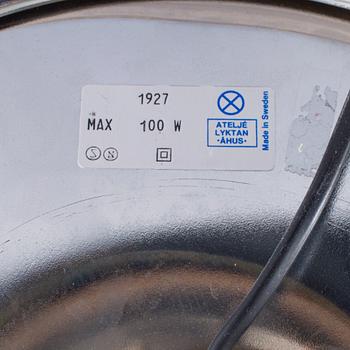 1927
MAX 100 W
ATELJÉ
LYKTAN
·ÅHUS·
Made in Sweden